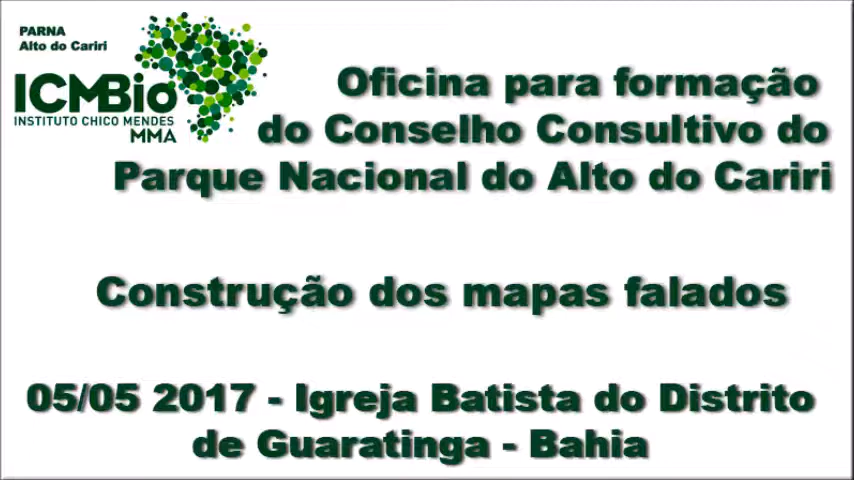 PARNA
Alto do Cariri
ICMBio
INSTITUTO CHICO MENDES
MMA
Oficina para formação
do Conselho Consultivo do
Parque Nacional do Alto do Cariri
Construção dos mapas falados
05/05 2017 - Igreja Batista do Distrito
de Guaratinga - Bahia